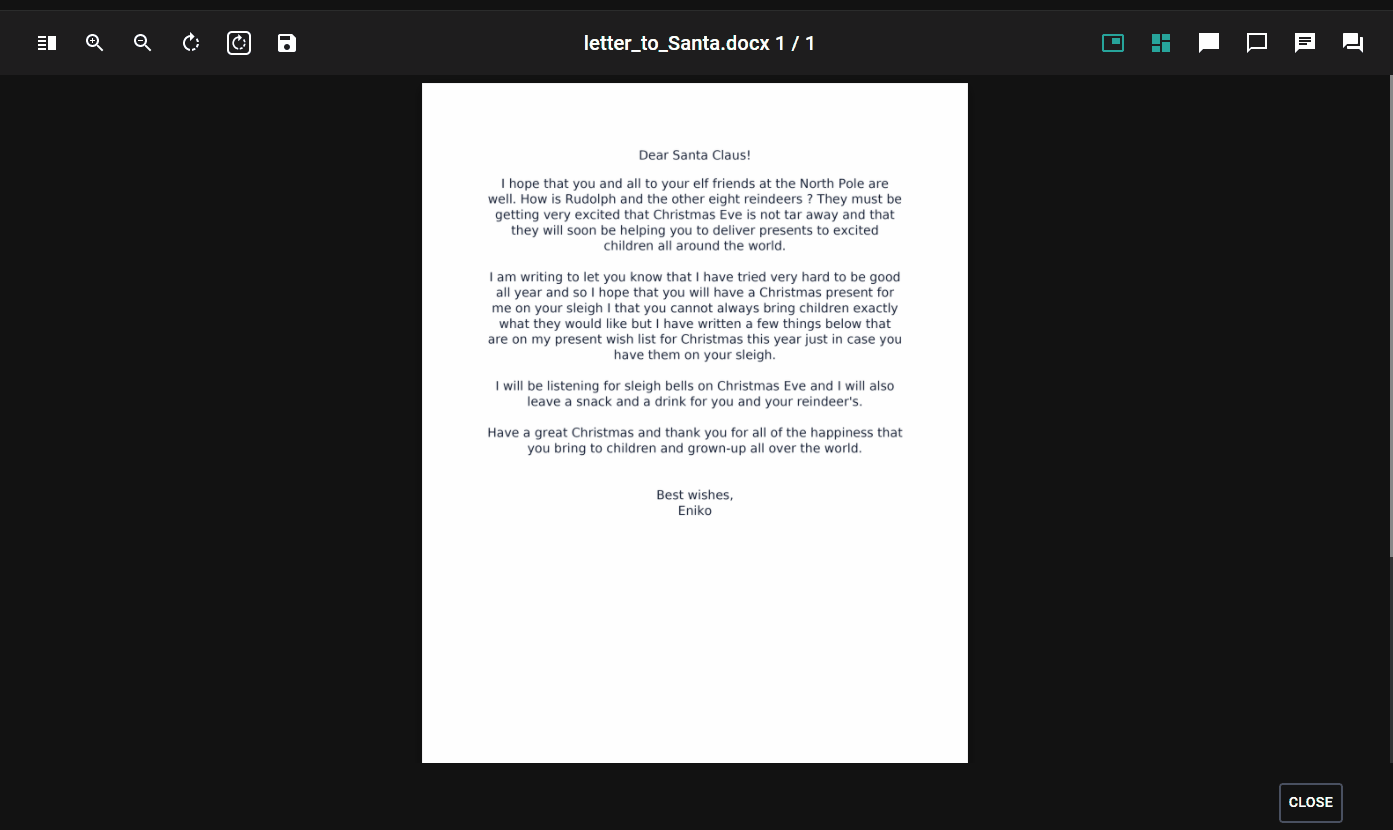 letter_to_Santa.docx 1 / 1
Dear Santa Claus!
I hope that you and all to your elf friends at the North Pole are
well. How is Rudolph and the other eight reindeers ? They must be
getting very excited that Christmas Eve is not tar away and that
they will soon be helping you to deliver presents to excited
children all around the world.
I am writing to let you know that I have tried very hard to be good
all year and so I hope that you will have a Christmas present for
me on your sleigh I that you cannot always bring children exactly
what they would like but I have written a few things below that
are on my present wish list for Christmas this year just in case you
have them on your sleigh.
I will be listening for sleigh bells on Christmas Eve and I will also
leave a snack and a drink for you and your reindeer's.
Have a great Christmas and thank you for all of the happiness that
you bring to children and grown-up all over the world.
Best wishes,
Eniko
CLOSE